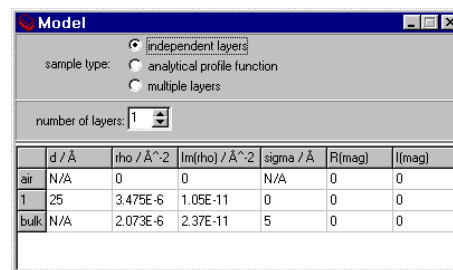 Model
sample type:
independent layers
analytical profile function
multiple layers
number of layers: 1
d / Å rho / Å^-2 Im(rho) / Å^-2 sigma / Å R(mag) I(mag)
air N/A 0 0 N/A 0 0
1 25 3.475E-6 1.05E-11 0 0 0
bulk N/A 2.073E-6 2.37E-11 5 0 0